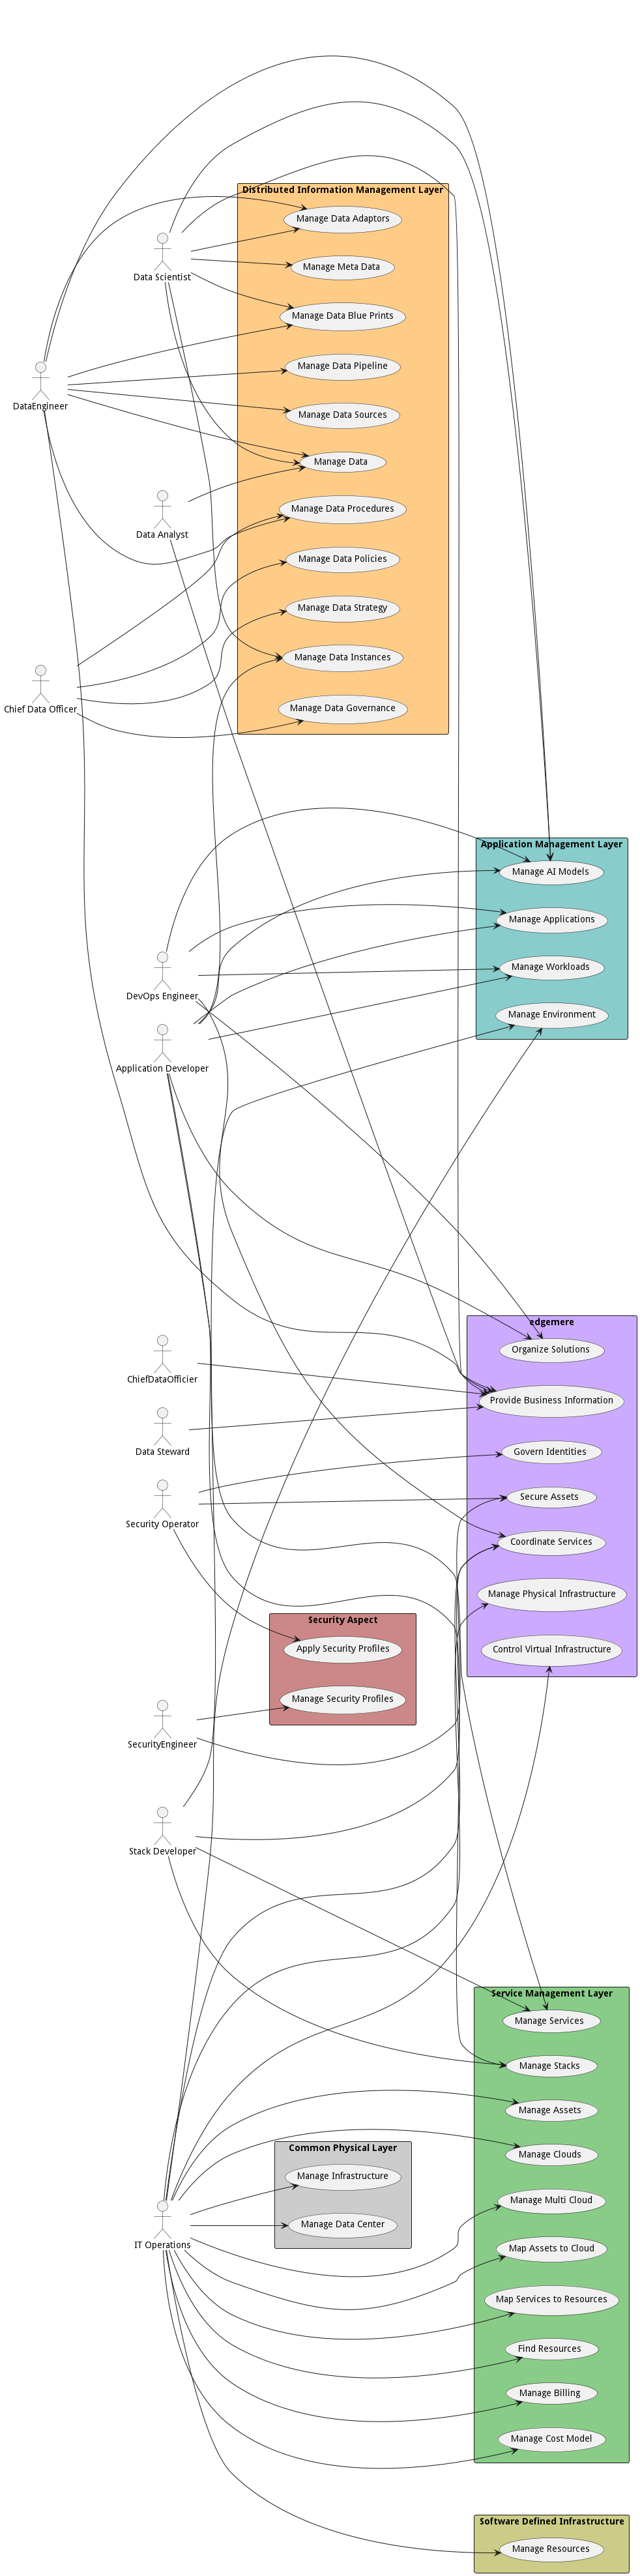 Distributed Information Management Layer
Manage Data Adaptors
Manage Meta Data
Data Scientist
Manage Data Blue Prints
Manage Data Pipeline
DataEngineer
Manage Data Sources
Manage Data
Manage Data Procedures
Data Analyst
Manage Data Policies
Manage Data Strategy
Manage Data Instances
Chief Data Officer
Manage Data Governance
Application Management Layer
Manage AI Models
Manage Applications
Manage Workloads
DevOps Engineer
Manage Environment
Application Developer
edgemere
Organize Solutions
ChiefDataOfficier
Provide Business Information
Data Steward
Govern Identities
Secure Assets
Security Operator
Coordinate Services
Manage Physical Infrastructure
Security Aspect
Apply Security Profiles
Control Virtual Infrastructure
Manage Security Profiles
SecurityEngineer
Stack Developer
Service Management Layer
Manage Services
Manage Stacks
Manage Assets
Common Physical Layer
Manage Clouds
Manage Infrastructure
Manage Multi Cloud
Manage Data Center
IT Operations
Map Assets to Cloud
Map Services to Resources
Find Resources
Manage Billing
Manage Cost Model
Software Defined Infrastructure
Manage Resources